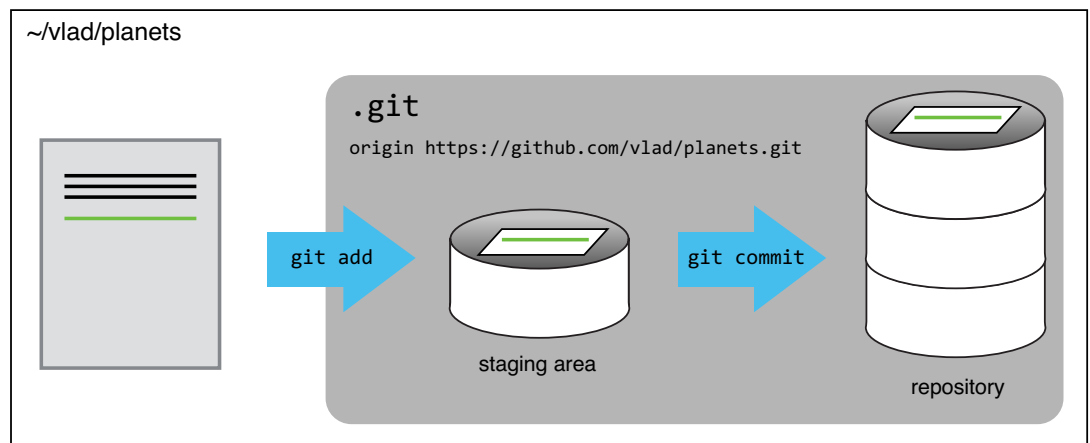 ~/vlad/planets
.git
origin https://github.com/vlad/planets.git
git add
git commit
staging area
repository